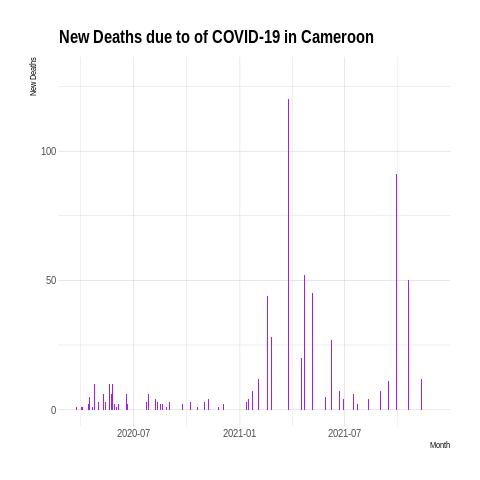 New Deaths due to of COVID-19 in Cameroon
New Deaths
100
50
0
2020-07
2021-01
2021-07
Month